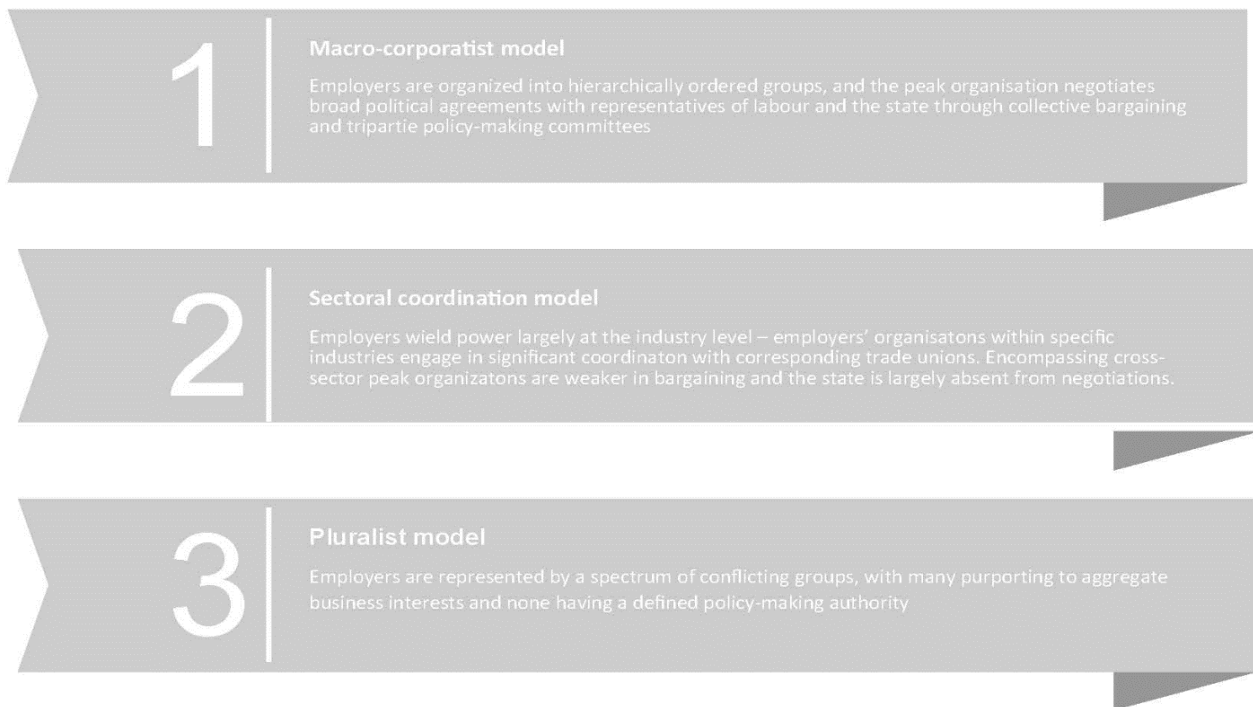 1
Macro-corporatist model
Employers are organized into hierarchically ordered groups, and the peak organisation negotiates
broad political agreements with representatives of labour and the state through collective bargaining
and tripartie policy-making committees
2
Sectoral coordination model
Employers wield power largely at the industry level – employers' organisatons within specific
industries engage in significant coordinaton with corresponding trade unions. Encompassing cross-
sector peak organizatons are weaker in bargaining and the state is largely absent from negotiations.
3
Pluralist model
Employers are represented by a spectrum of conflicting groups, with many purporting to aggregate
business interests and none having a defined policy-making authority